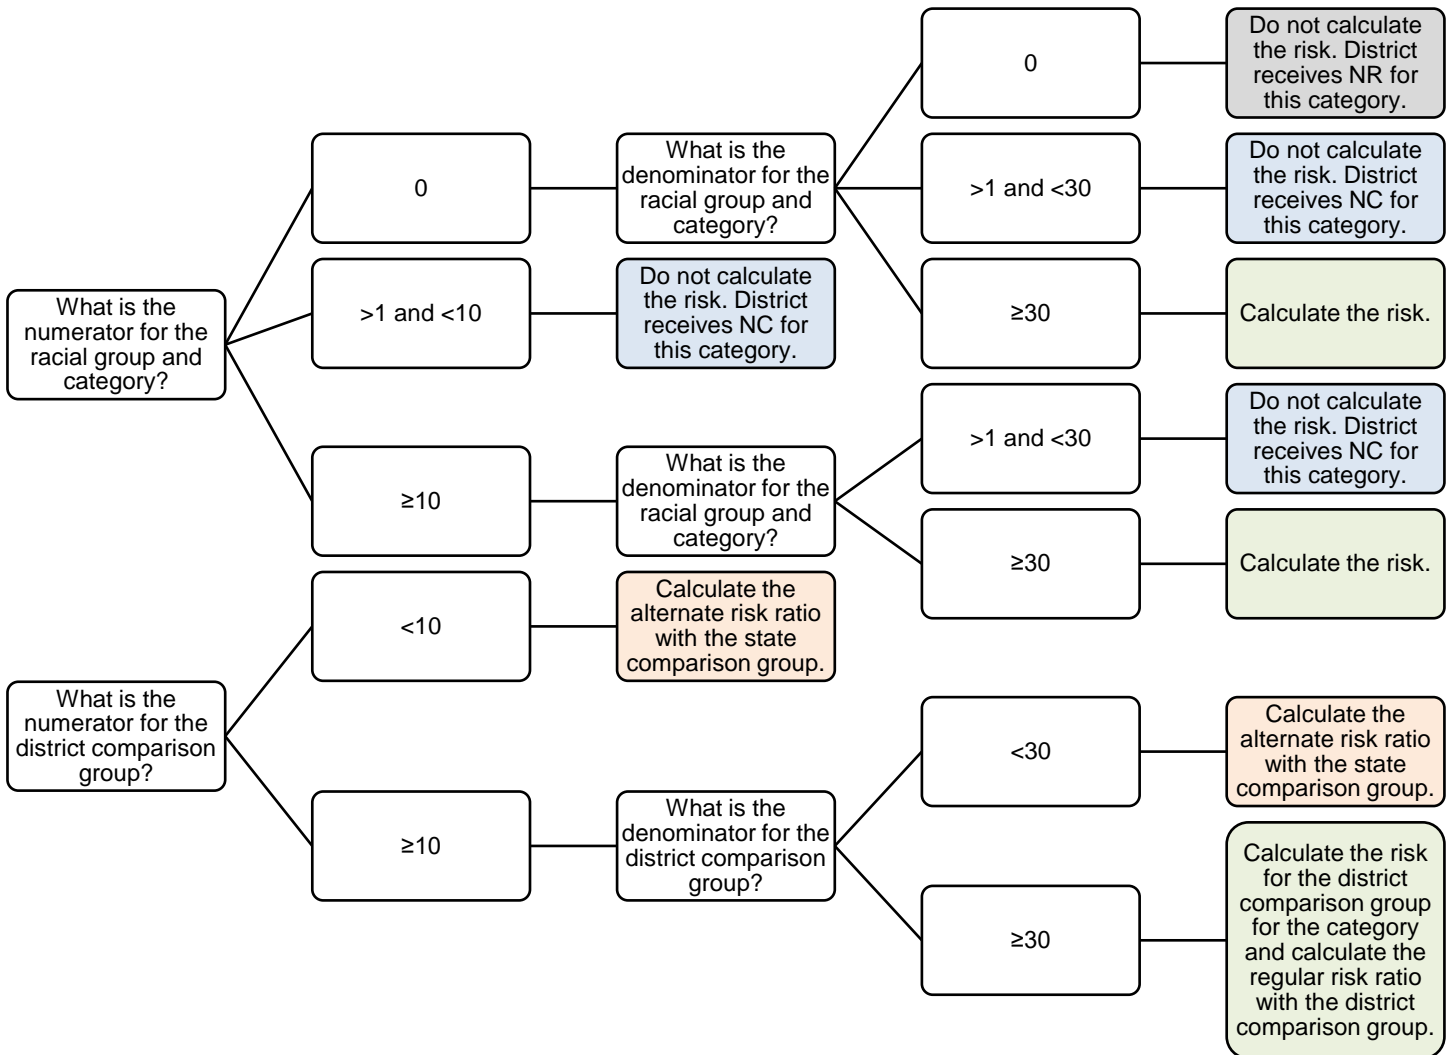 What is the
numerator for the
racial group and
category?
0
What is the
denominator for the
racial group and
category?
0
Do not calculate
the risk. District
receives NR for
this category.
>1 and <30
Do not calculate
the risk. District
receives NC for
this category.
≥30
Calculate the risk.
>1 and <10
Do not calculate
the risk. District
receives NC for
this category.
≥10
What is the
denominator for the
racial group and
category?
>1 and <30
Do not calculate
the risk. District
receives NC for
this category.
≥30
Calculate the risk.
What is the
numerator for the
district comparison
group?
<10
Calculate the
alternate risk ratio
with the state
comparison group.
≥10
What is the
denominator for the
district comparison
group?
<30
Calculate the
alternate risk ratio
with the state
comparison group.
≥30
Calculate the risk
for the district
comparison group
for the category
and calculate the
regular risk ratio
with the district
comparison group.